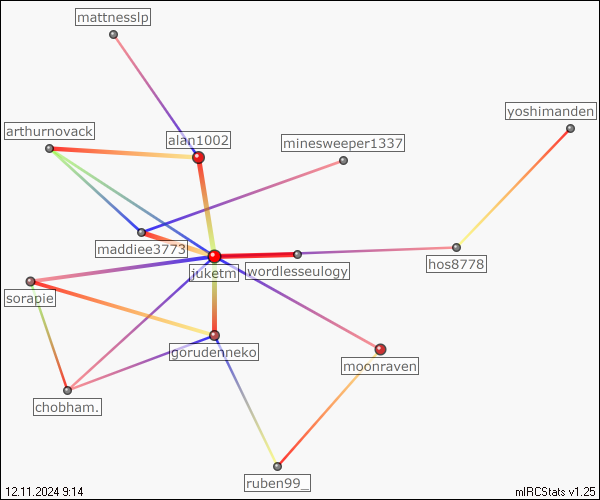 mattnesslp
yoshimanden
arthurnovack
alan1002
minesweeper1337
maddiee3773
juketm
wordlesseulogy
hos8778
sorapie
gorudenneko
moonraven
chobham.
ruben99_
12.11.2024 9:14
mIRCStats v1.25